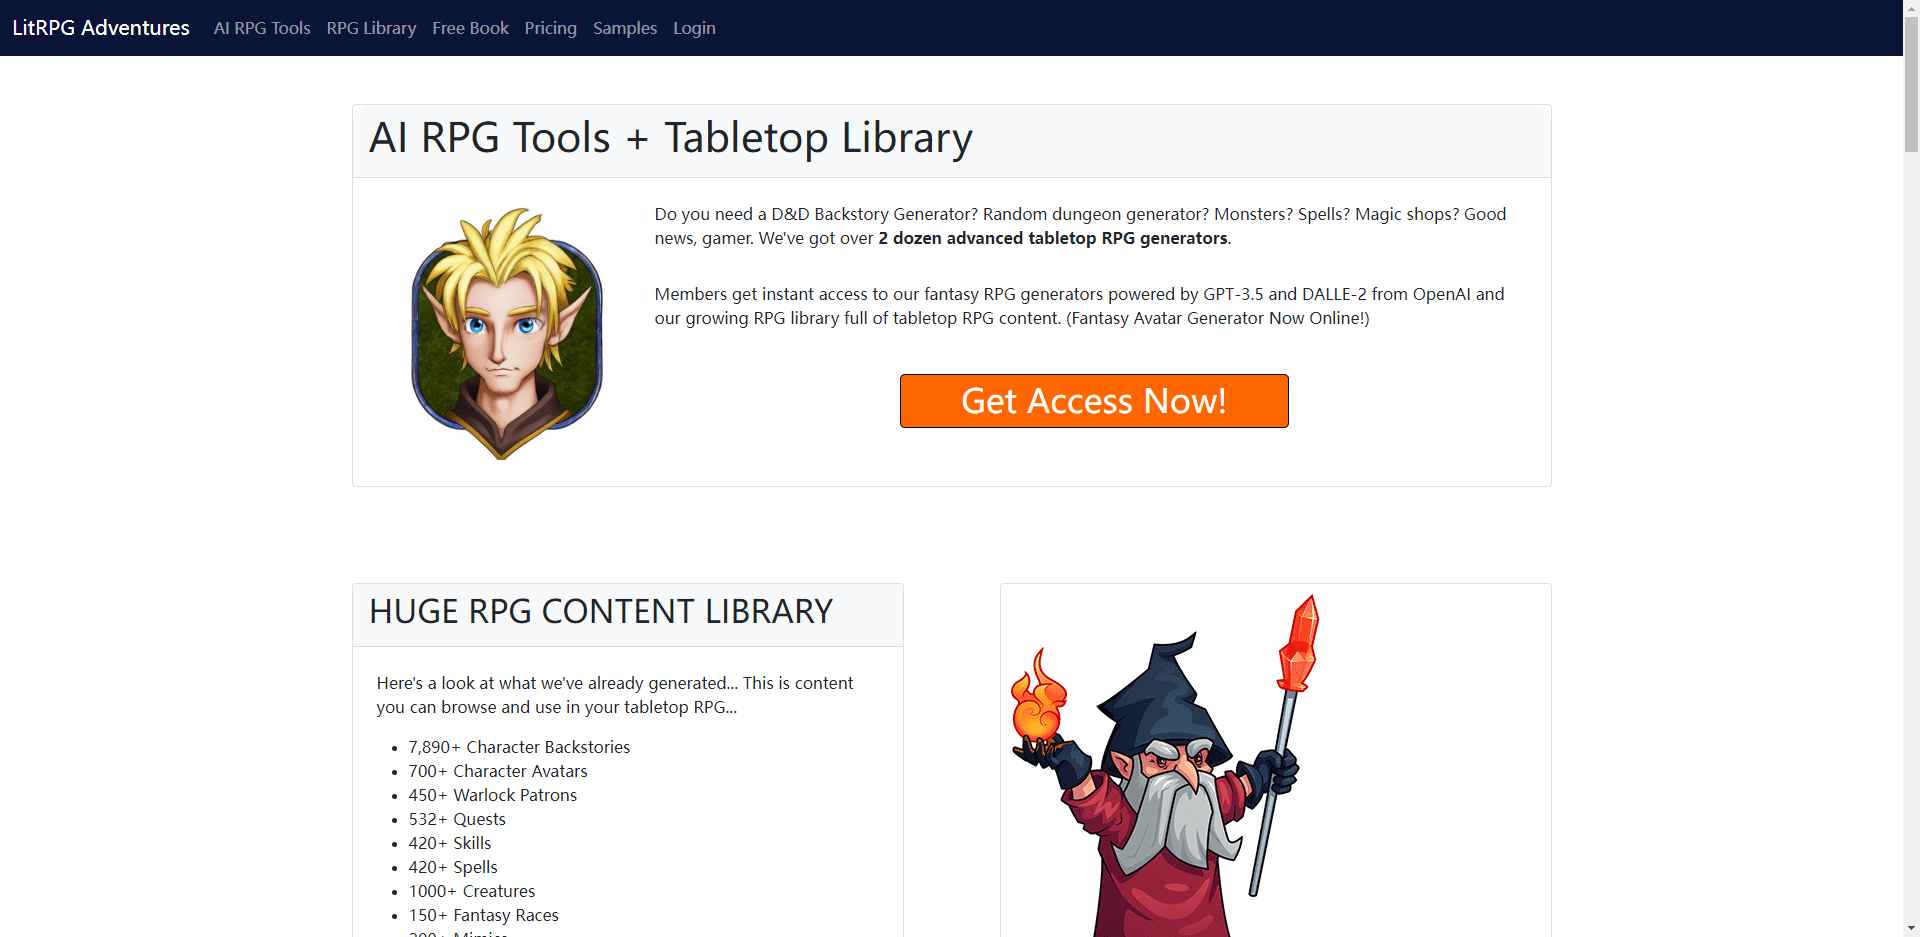 LitRPG Adventures AI RPG Tools RPG Library Free Book Pricing Samples Login
AI RPG Tools + Tabletop Library
Do you need a D&D Backstory Generator? Random dungeon generator? Monsters? Spells? Magic shops? Good
news, gamer. We've got over 2 dozen advanced tabletop RPG generators.
Members get instant access to our fantasy RPG generators powered by GPT-3.5 and DALLE-2 from OpenAI and
our growing RPG library full of tabletop RPG content. (Fantasy Avatar Generator Now Online!)
Get Access Now!
HUGE RPG CONTENT LIBRARY
Here's a look at what we've already generated... This is content
you can browse and use in your tabletop RPG...
• 7,890+ Character Backstories
• 700+ Character Avatars
• 450+ Warlock Patrons
• 532+ Quests
• 420+ Skills
• 420+ Spells
• 1000+ Creatures
• 150+ Fantasy Races